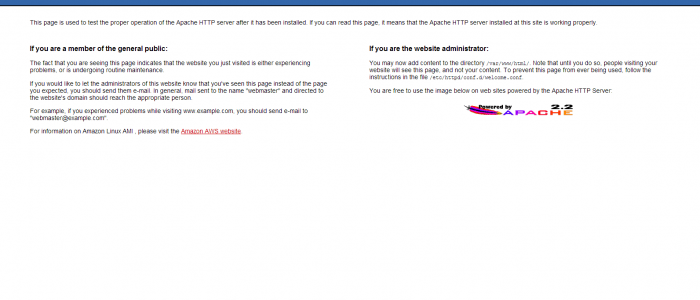 This page is used to test the proper operation of the Apache HTTP server after it has been installed. If you can read this page, it means that the Apache HTTP server installed at this site is working properly.
If you are a member of the general public:
The fact that you are seeing this page indicates that the website you just visited is either experiencing
problems, or is undergoing routine maintenance.
If you would like to let the administrators of this website know that you've seen this page instead of the page
you expected, you should send them e-mail. In general, mail sent to the name "webmaster" and directed to
the website's domain should reach the appropriate person.
For example, if you experienced problems while visiting www.example.com, you should send e-mail to
"webmaster@example.com".
For information on Amazon Linux AMI , please visit the Amazon AWS website
If you are the website administrator:
You may now add content to the directory /var/www/html/. Note that until you do so, people visiting your
website will see this page, and not your content. To prevent this page from ever being used, follow the
instructions in the file /etc/httpd/conf.d/welcome.conf.
You are free to use the image below on web sites powered by the Apache HTTP Server:
Powered by 2.2
APACHE